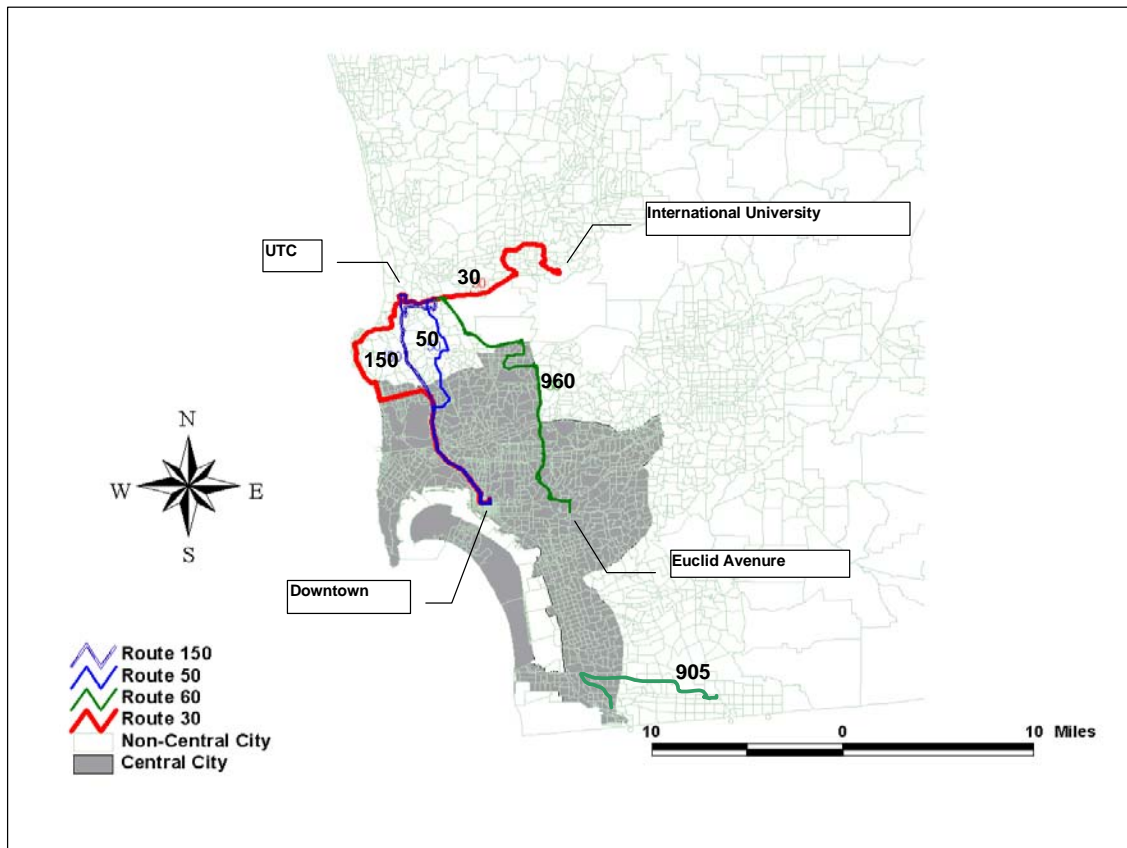 International University
UTC
30
50
150
960
N
W E
S
Euclid Avenure
Downtown
905
Route 150
Route 50
Route 60
Route 30
Non-Central City
Central City
10 0 10 Miles